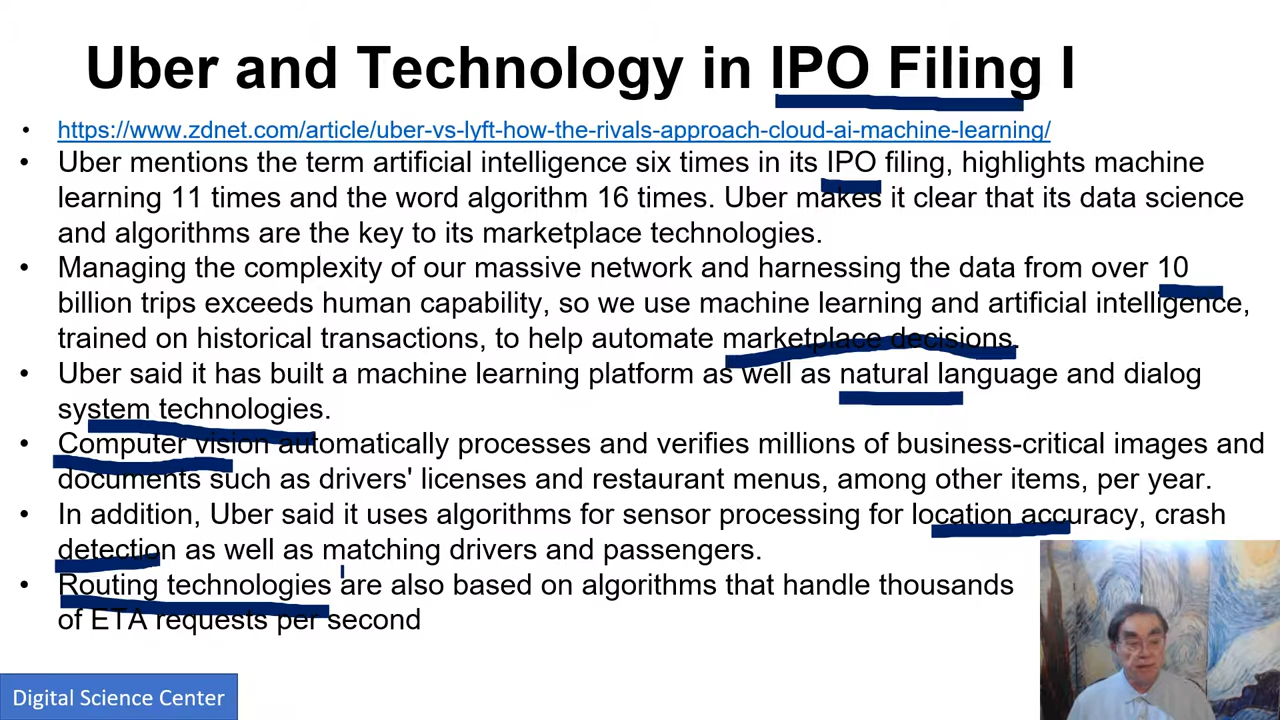 Uber and Technology in IPO Filing I
• https://www.zdnet.com/article/uber-vs-lyft-how-the-rivals-approach-cloud-ai-machine-learning/
• Uber mentions the term artificial intelligence six times in its IPO filing, highlights machine
learning 11 times and the word algorithm 16 times. Uber makes it clear that its data science
and algorithms are the key to its marketplace technologies.
• Managing the complexity of our massive network and harnessing the data from over 10
billion trips exceeds human capability, so we use machine learning and artificial intelligence,
trained on historical transactions, to help automate marketplace decisions.
• Uber said it has built a machine learning platform as well as natural language and dialog
system technologies.
• Computer vision automatically processes and verifies millions of business-critical images and
documents such as drivers' licenses and restaurant menus, among other items, per year.
• In addition, Uber said it uses algorithms for sensor processing for location accuracy, crash
detection as well as matching drivers and passengers.
• Routing technologies are also based on algorithms that handle thousands
of ETA requests per second
Digital Science Center